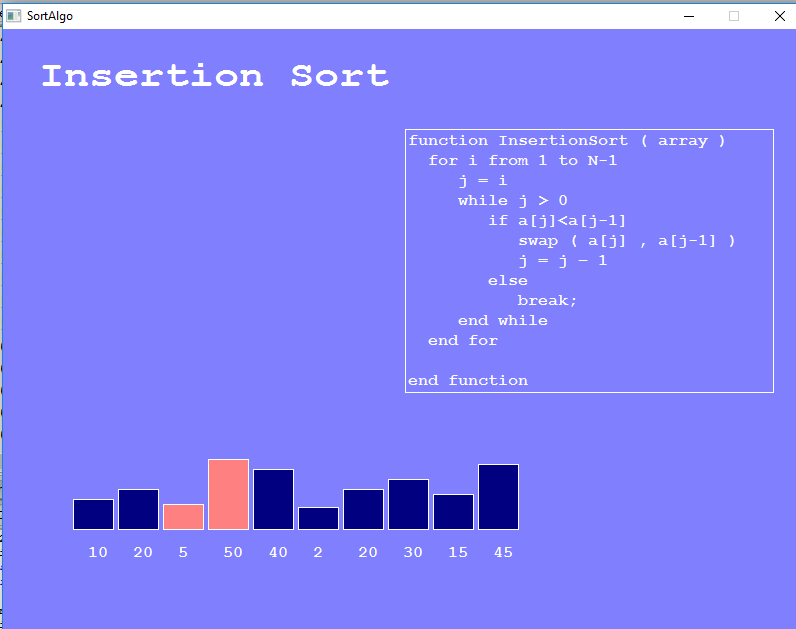 SortAlgo
Insertion Sort
function InsertionSort ( array )
for i from 1 to N-1
j = i
while j > 0
if a[j]<a[j-1]
swap ( a[j] , a[j-1] )
j = j - 1
else
break;
end while
end for
end function
10 20 5 50 40 2 20 30 15 45